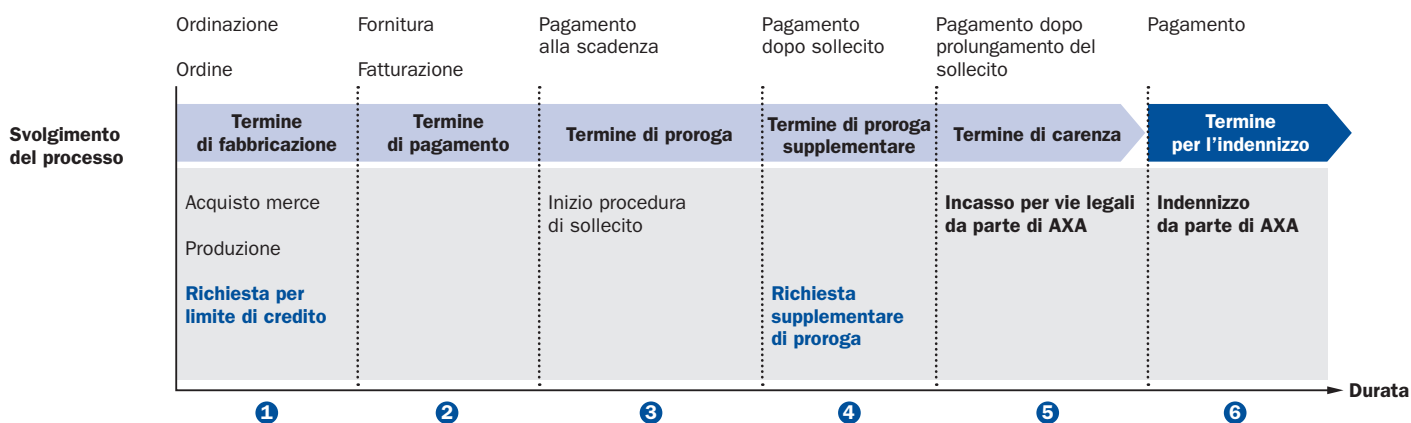 Ordinazione
Ordine
Fornitura
Fatturazione
Pagamento
alla scadenza
Pagamento
dopo sollecito
Pagamento dopo
prolungamento del
sollecito
Pagamento
Svolgimento
del processo
Termine
di fabbricazione
Termine
di pagamento
Termine di proroga
Termine di proroga
supplementare
Termine di carenza
Termine
per l'indennizzo
Acquisto merce
Produzione
Richiesta per
limite di credito
Inizio procedura
di sollecito
Richiesta
supplementare
di proroga
Incasso per vie legali
da parte di AXA
Indennizzo
da parte di AXA
Durata
1
2
3
4
5
6